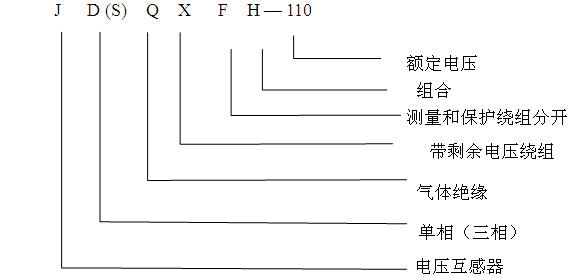 J D (S) Q X F H — 110
额定电压
组合
测量和保护绕组分开
带剩余电压绕组
气体绝缘
单相（三相）
电压互感器